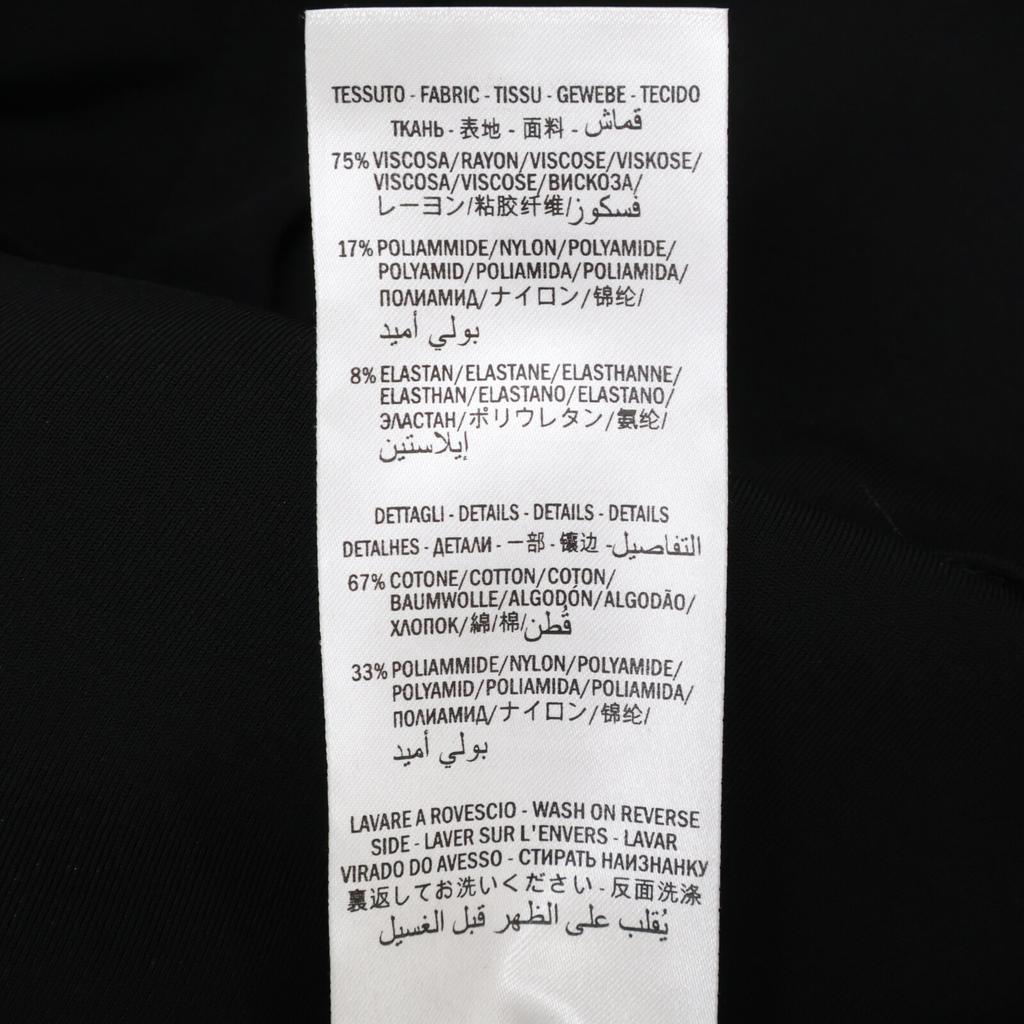 TESSUTO - FABRIC - TISSU - GEWEBE - TECIDO
ТКАНЬ - 表地 - 面料 - قماش
75% VISCOSA/RAYON/VISCOSE/VISKOSE/
VISCOSA/VISCOSE/ВИСКОЗА/
レーヨン/粘胶纤维/فسكوز
17% POLIAMMIDE/NYLON/POLYAMIDE/
POLYAMID/POLIAMIDA/POLIAMIDA/
ПОЛИАМИД/ナイロン/锦纶/
بولي أميد
8% ELASTAN/ELASTANE/ELASTHANNE/
ELASTHAN/ELASTANO/ELASTANO/
ЭЛАСТАН/ポリウレタン/氨纶/
إيلاستين
DETTAGLI - DETAILS - DETAILS - DETAILS
DETALHES - ДЕТАЛИ - 一部 - 镶边 - التفاصيل
67% COTONE/COTTON/COTON/
BAUMWOLLE/ALGODÓN/ALGODÃO/
ХЛОПОК/綿/棉/قُطن
33% POLIAMMIDE/NYLON/POLYAMIDE/
POLYAMID/POLIAMIDA/POLIAMIDA/
ПОЛИАМИД/ナイロン/锦纶/
بولي أميد
LAVARE A ROVESCIO - WASH ON REVERSE
SIDE - LAVER SUR L'ENVERS - LAVAR
VIRADO DO AVESSO - СТИРАТЬ НАИЗНАНКУ
裏返してお洗いください - 反面洗涤
يُقلب على الظهر قبل الغسيل